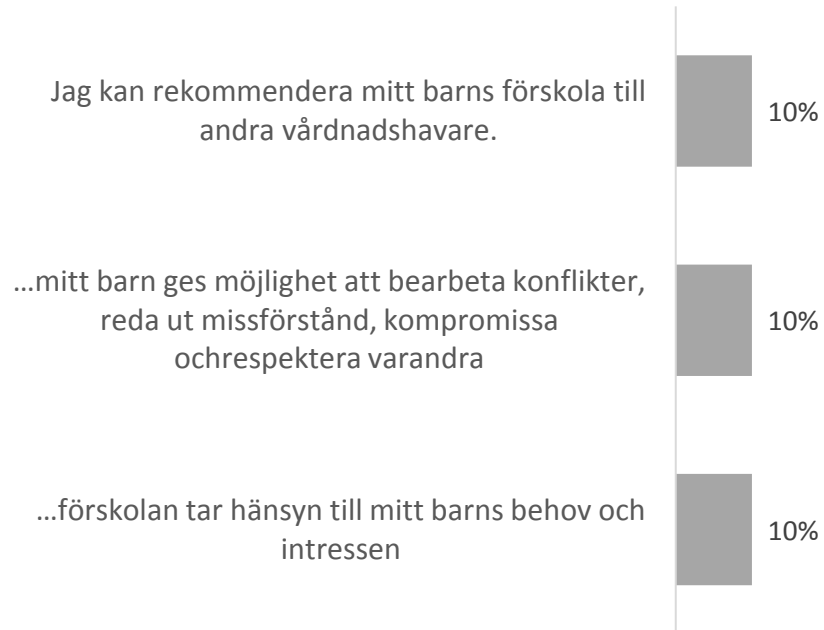 Jag kan rekommendera mitt barns förskola till
andra vårdnadshavare.
10%
...mitt barn ges möjlighet att bearbeta konflikter,
reda ut missförstånd, kompromissa
ochrespektera varandra
10%
...förskolan tar hänsyn till mitt barns behov och
intressen
10%